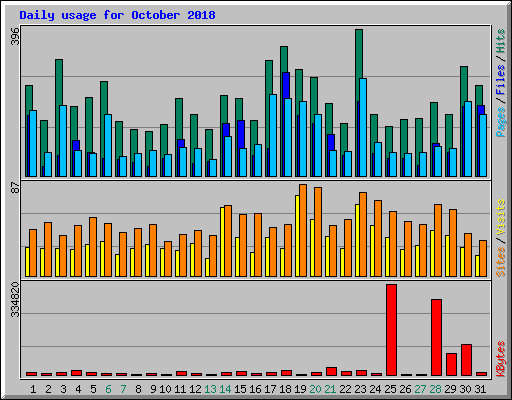 Daily usage for October 2018
396
Pages / Files / Hits
87
Sites / Visits
334820
KBytes
1 2 3 4 5 6 7 8 9 10 11 12 13 14 15 16 17 18 19 20 21 22 23 24 25 26 27 28 29 30 31